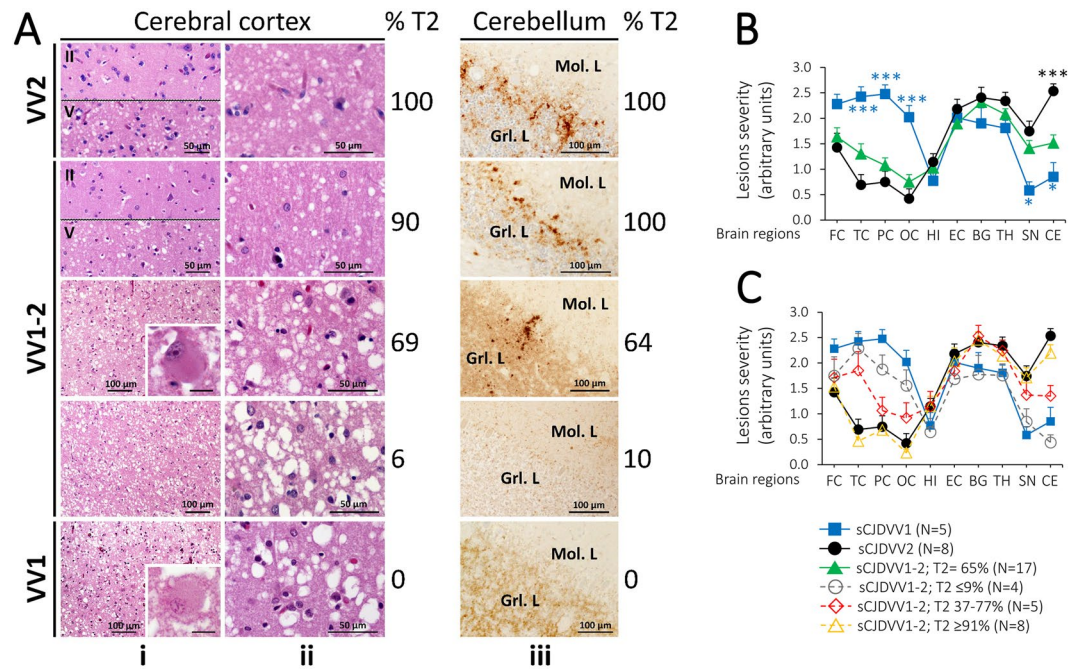 A
Cerebral cortex % T2 Cerebellum % T2
VV2
II
V
50 µm
50 µm
100
Mol. L
Grl. L
100 µm
100
VV1-2
II
V
50 µm
50 µm
90
Mol. L
Grl. L
100 µm
100
100 µm
50 µm
69
Mol. L
Grl. L
100 µm
64
100 µm
50 µm
6
Mol. L
Grl. L
100 µm
10
VV1
100 µm
50 µm
0
Mol. L
Grl. L
100 µm
0
i ii iii
B
Lesions severity
(arbitrary units)
3.0
2.5
2.0
1.5
1.0
0.5
0.0
***
***
***
***
*
*
Brain regions FC TC PC OC HI EC BG TH SN CE
C
Lesions severity
(arbitrary units)
3.0
2.5
2.0
1.5
1.0
0.5
0.0
Brain regions FC TC PC OC HI EC BG TH SN CE
sCJDVV1 (N=5)
sCJDVV2 (N=8)
sCJDVV1-2; T2= 65% (N=17)
sCJDVV1-2; T2 ≤9% (N=4)
sCJDVV1-2; T2 37-77% (N=5)
sCJDVV1-2; T2 ≥91% (N=8)